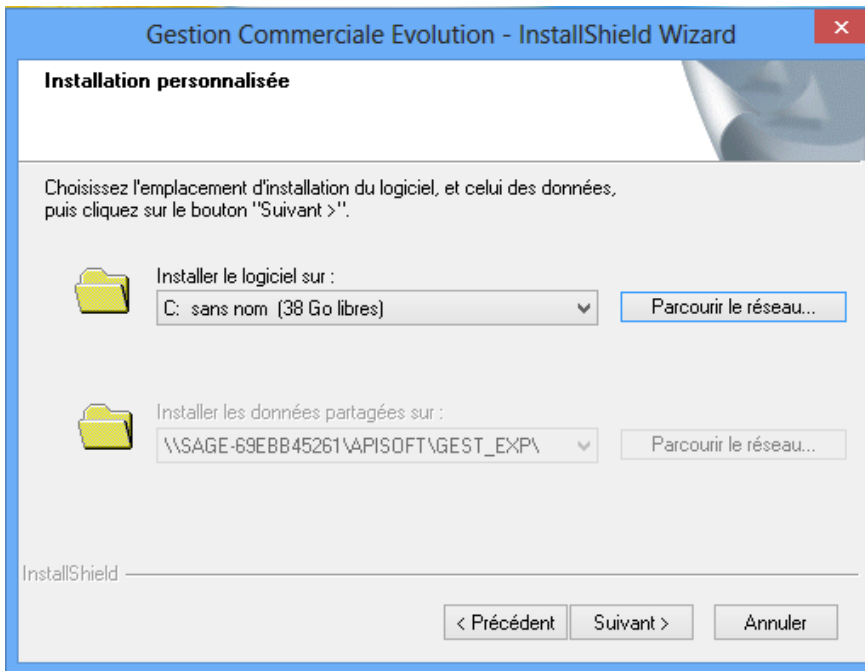 Gestion Commerciale Evolution - InstallShield Wizard
Installation personnalisée
Choisissez l'emplacement d'installation du logiciel, et celui des données,
puis cliquez sur le bouton "Suivant >".
Installer le logiciel sur :
C: sans nom (38 Go libres)
Parcourir le réseau...
Installer les données partagées sur :
\\SAGE-69EBB45261\APISOFT\GEST_EXP\
Parcourir le réseau...
InstallShield
< Précédent
Suivant >
Annuler